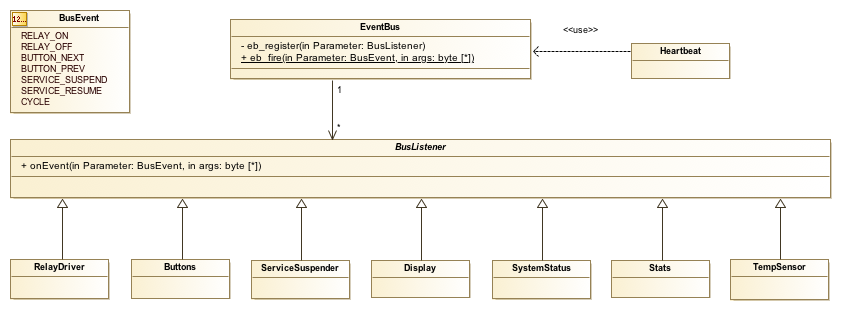 12...
BusEvent
RELAY_ON
RELAY_OFF
BUTTON_NEXT
BUTTON_PREV
SERVICE_SUSPEND
SERVICE_RESUME
CYCLE
EventBus
- eb_register(in Parameter: BusListener)
+ eb_fire(in Parameter: BusEvent, in args: byte [*])
<<use>>
Heartbeat
1
*
BusListener
+ onEvent(in Parameter: BusEvent, in args: byte [*])
RelayDriver
Buttons
ServiceSuspender
Display
SystemStatus
Stats
TempSensor